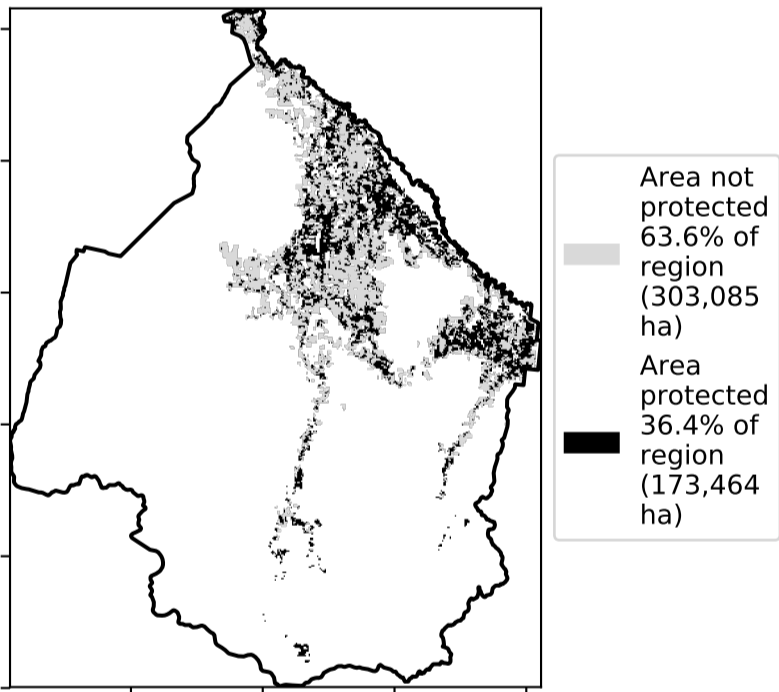 Area not
protected
63.6% of
region
(303,085
ha)
Area
protected
36.4% of
region
(173,464
ha)